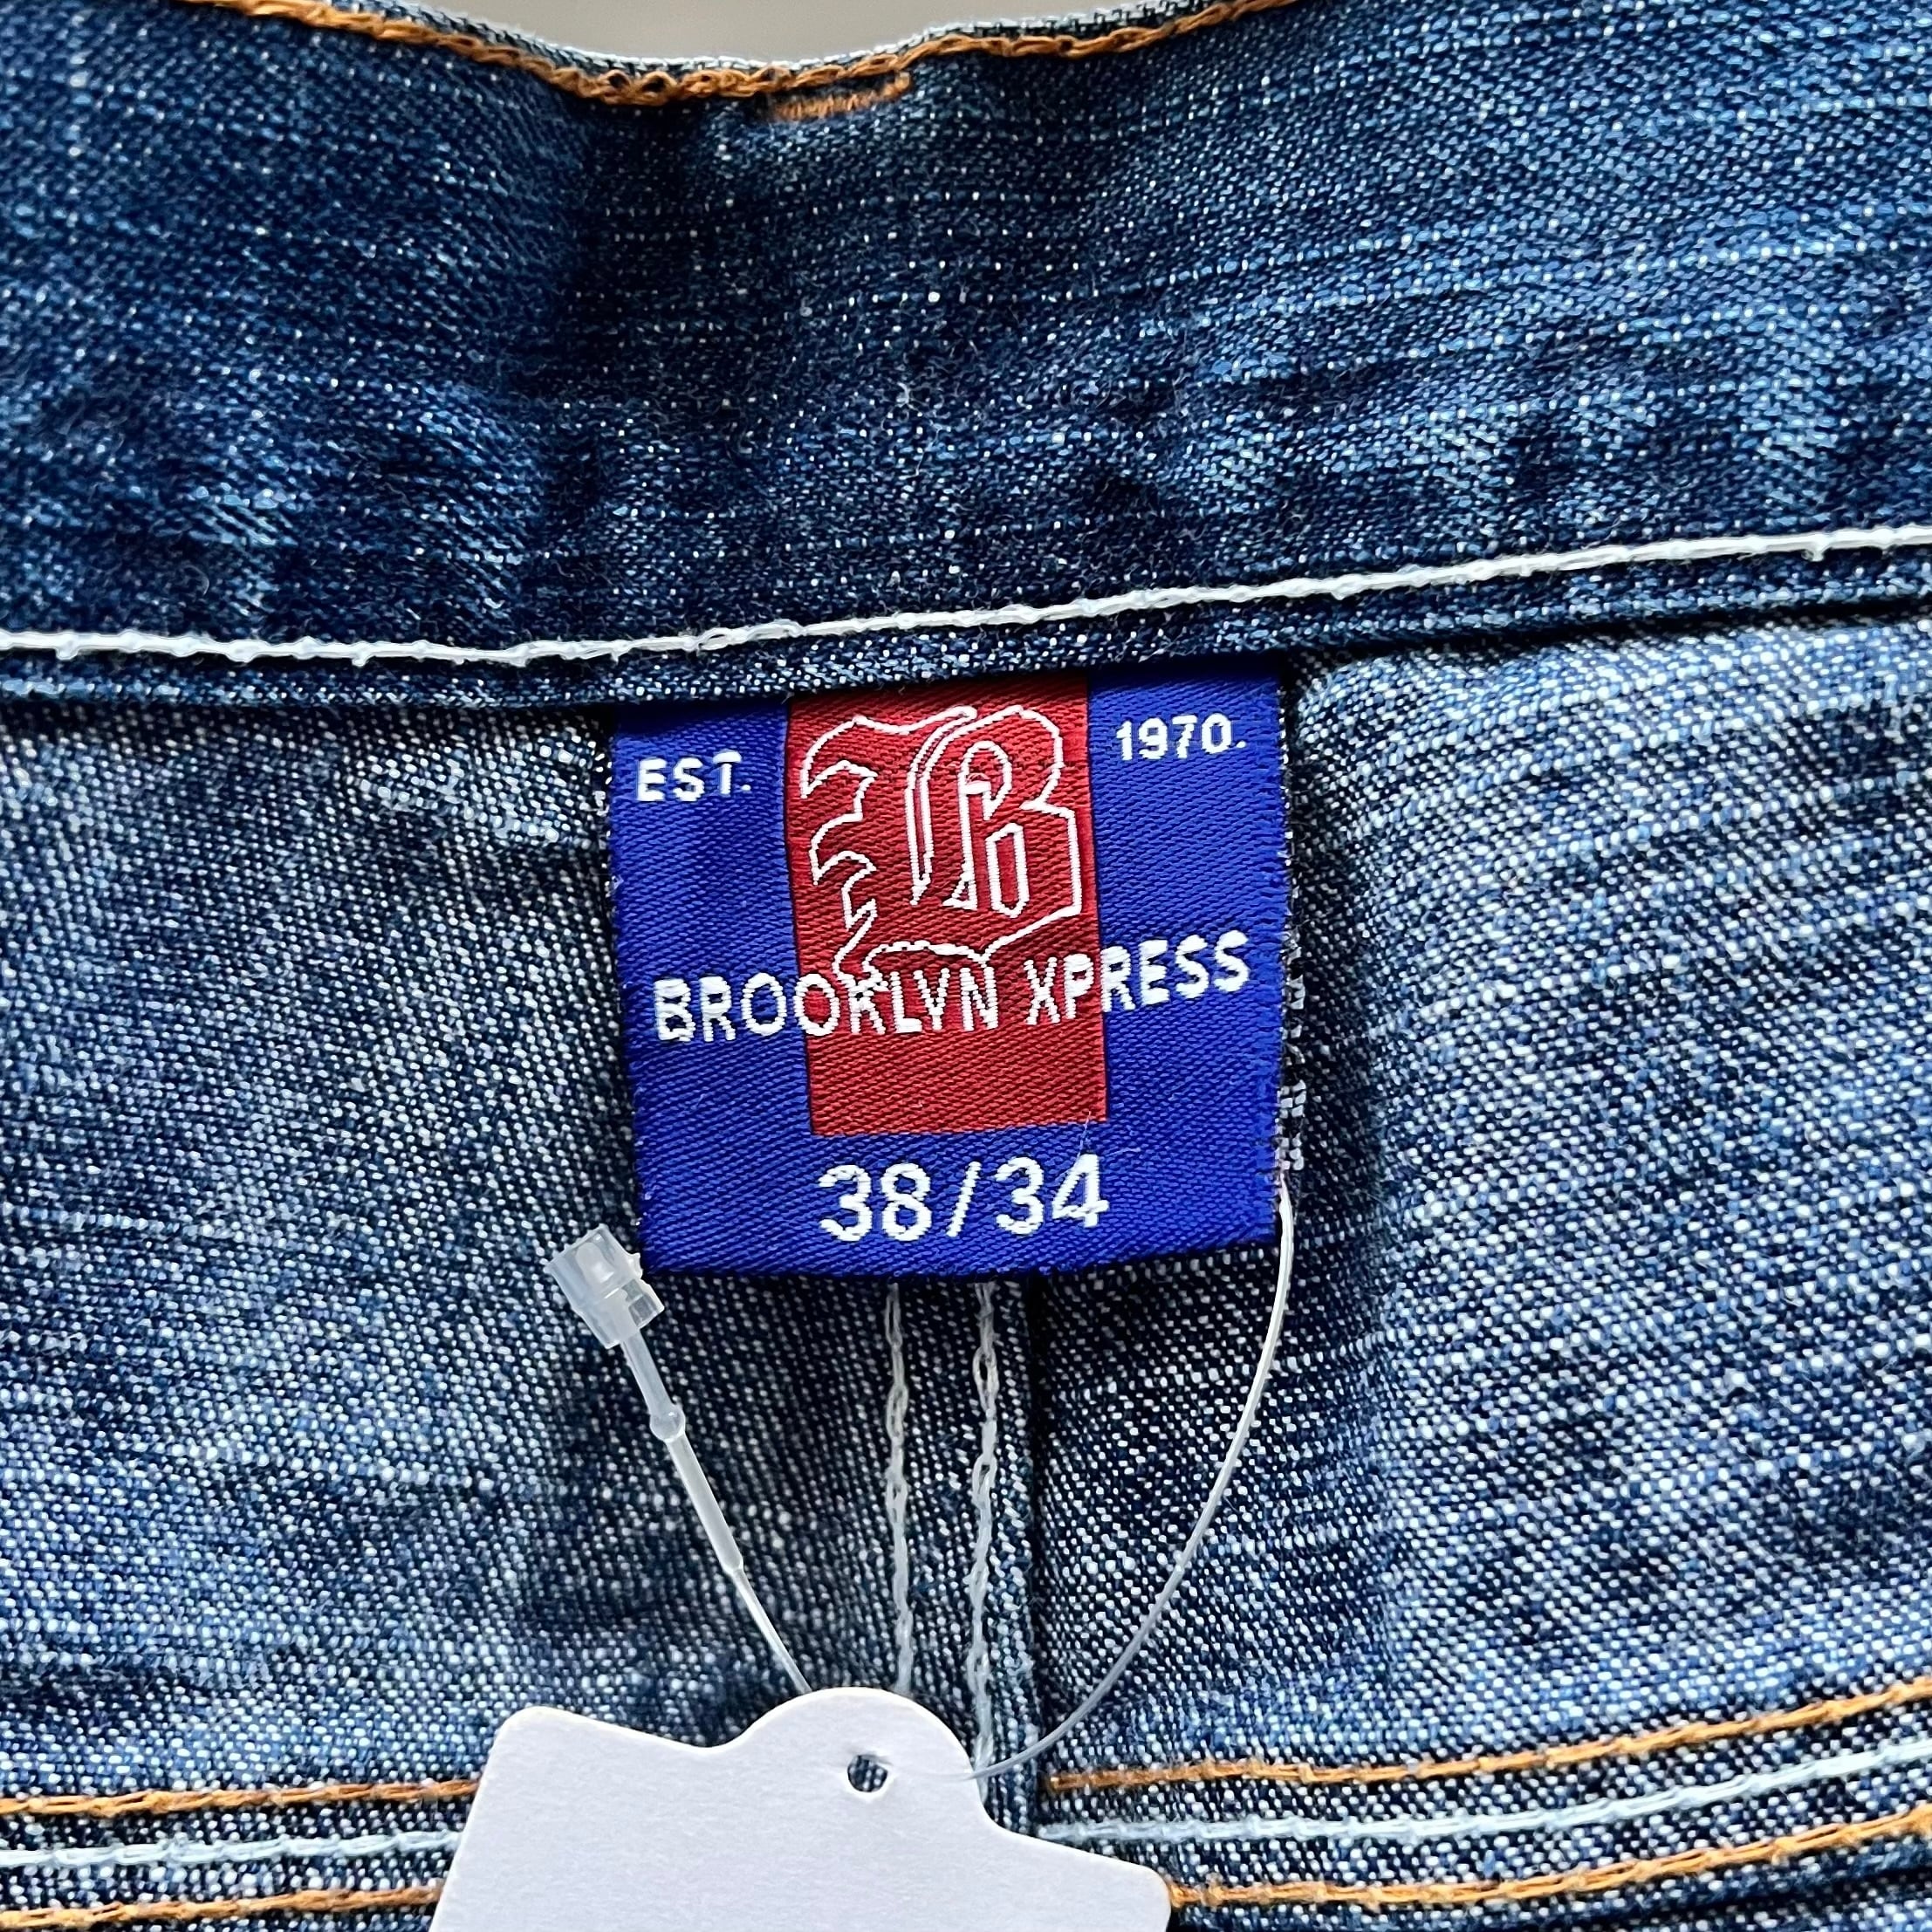 EST. 1970.
B
BROOKLYN XPRESS
38/34